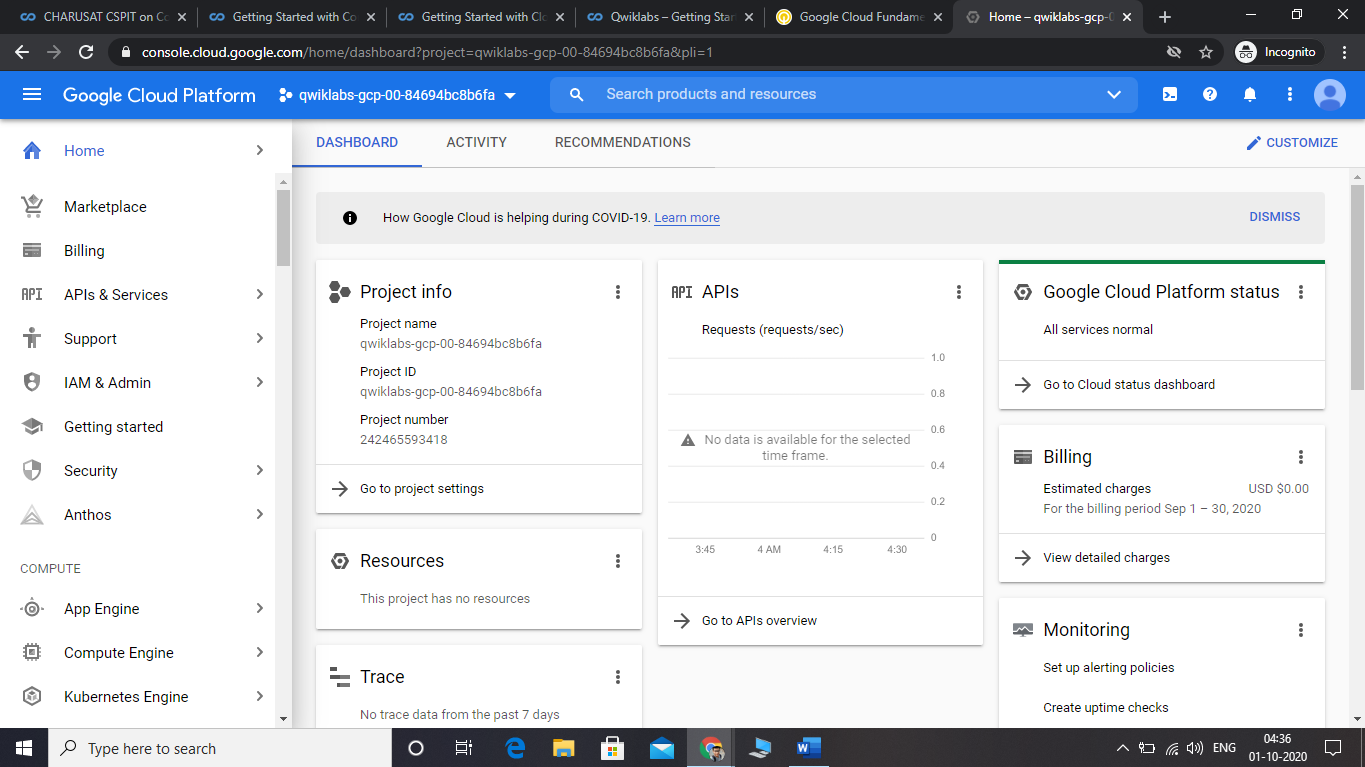 CHARUSAT CSPIT on Co
Getting Started with Co
Getting Started with Clo
Qwiklabs – Getting Star
Google Cloud Fundame
Home – qwiklabs-gcp-0
console.cloud.google.com/home/dashboard?project=qwiklabs-gcp-00-84694bc8b6fa&pli=1
Incognito
Google Cloud Platform
qwiklabs-gcp-00-84694bc8b6fa
Search products and resources
Home
Marketplace
Billing
API
APIs & Services
Support
IAM & Admin
Getting started
Security
Anthos
COMPUTE
App Engine
Compute Engine
Kubernetes Engine
DASHBOARD
ACTIVITY
RECOMMENDATIONS
CUSTOMIZE
How Google Cloud is helping during COVID-19. Learn more
DISMISS
Project info
Project name
qwiklabs-gcp-00-84694bc8b6fa
Project ID
qwiklabs-gcp-00-84694bc8b6fa
Project number
242465593418
Go to project settings
Resources
This project has no resources
Trace
No trace data from the past 7 days
API APIs
Requests (requests/sec)
1.0
0.8
0.6
No data is available for the selected
time frame.
0.4
0.2
0
3:45 4 AM 4:15 4:30
Go to APIs overview
Google Cloud Platform status
All services normal
Go to Cloud status dashboard
Billing
Estimated charges USD $0.00
For the billing period Sep 1 – 30, 2020
View detailed charges
Monitoring
Set up alerting policies
Create uptime checks
Type here to search
ENG
04:36
01-10-2020